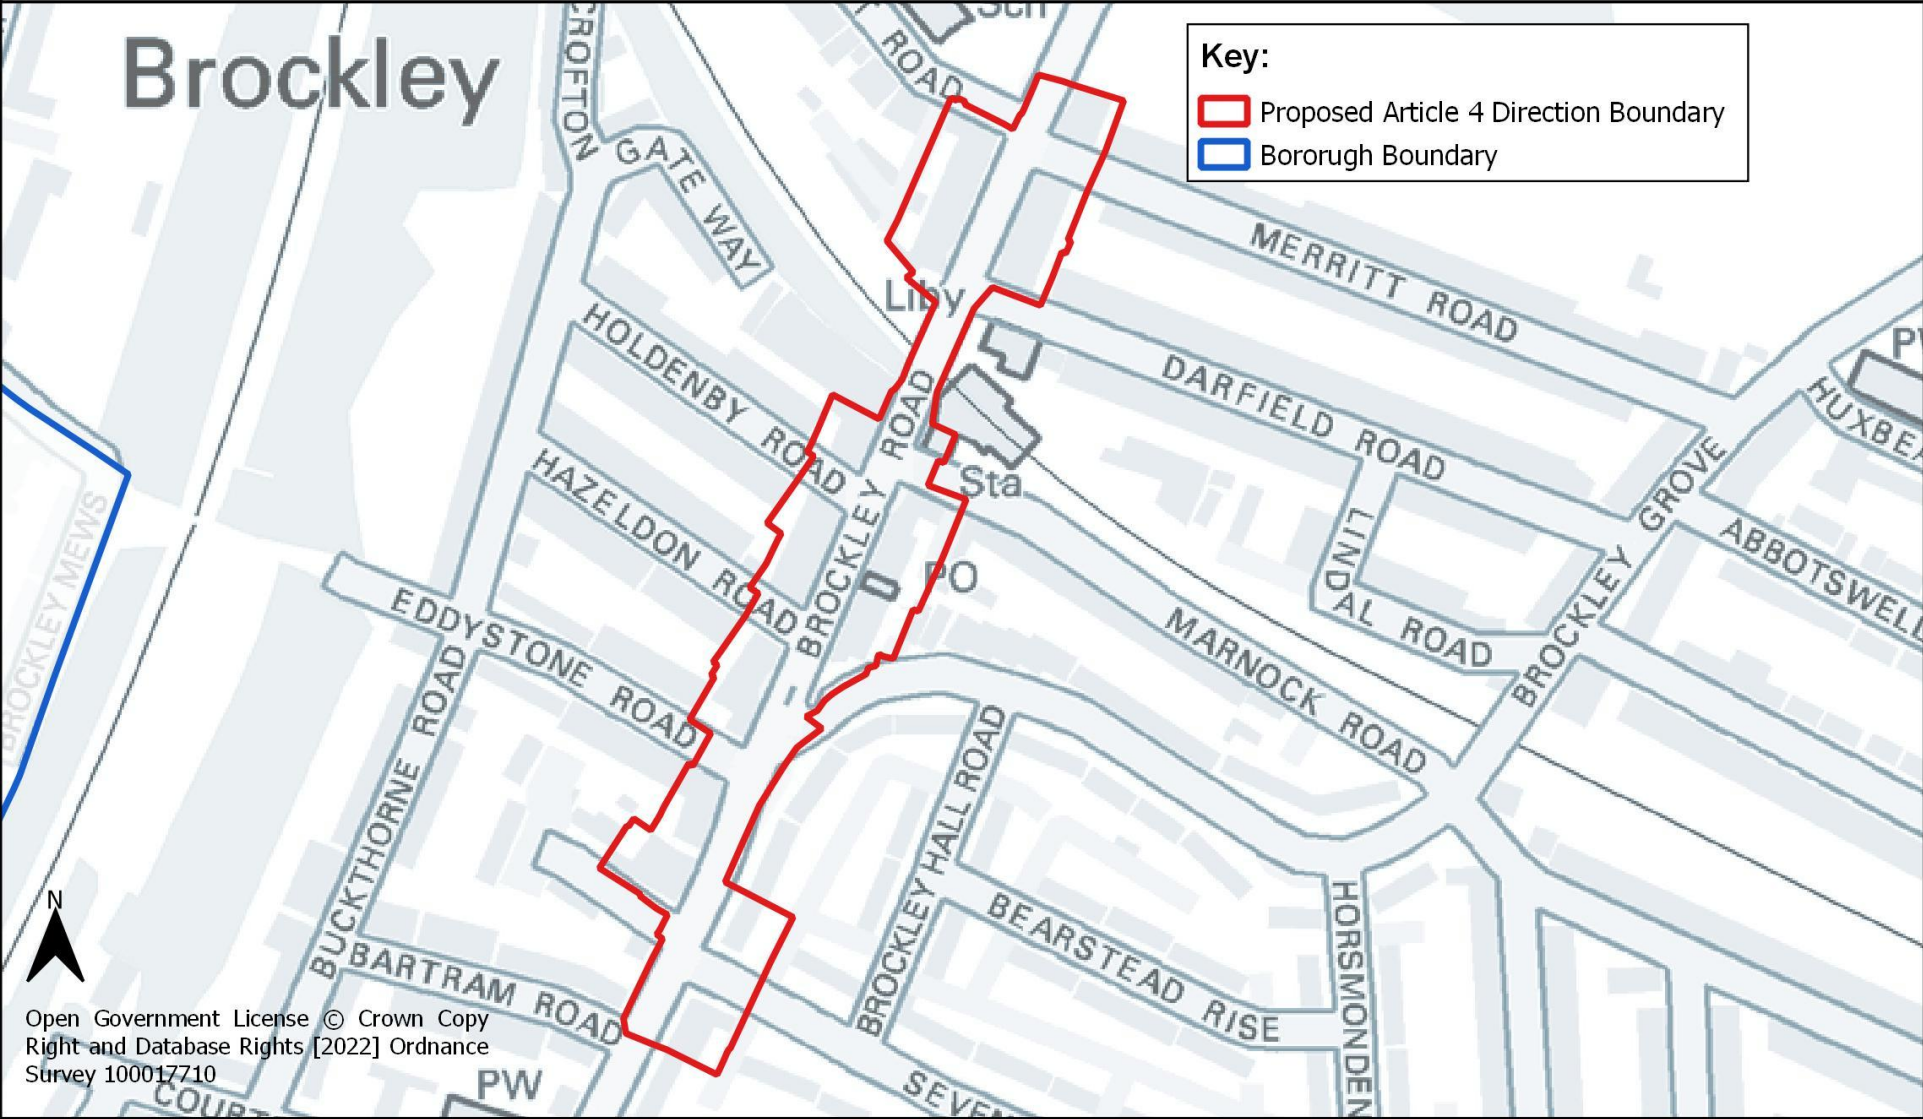 Brockley
Key:
Proposed Article 4 Direction Boundary
Bororugh Boundary
Sch
ROAD
CROFTON
GATE WAY
MERRITT ROAD
Liby
HOLDENBY ROAD
DARFIELD ROAD
ROAD
HAZELDON ROAD
BROCKLEY
Sta
PO
LINDAL ROAD
BROCKLEY GROVE
ABBOTSWELL
BROCKLEY MEWS
EDDYSTONE ROAD
MARNOCK ROAD
BUCKTHORNE ROAD
BROCKLEY HALL ROAD
BEARSTEAD RISE
HORSMONDEN
BARTRAM ROAD
N
Open Government License © Crown Copy
Right and Database Rights [2022] Ordnance
Survey 100017710
PW
COURT
SEVEN